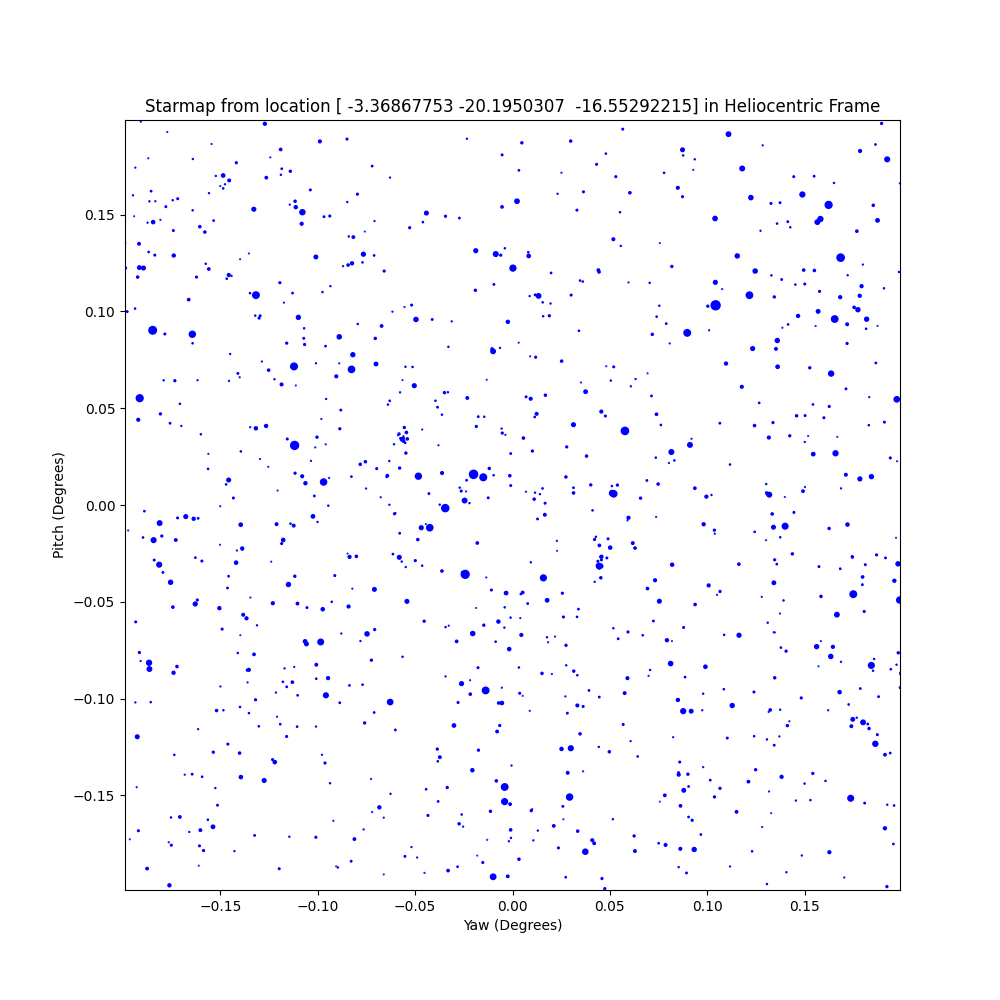 Starmap from location [ -3.36867753 -20.1950307  -16.55292215] in Heliocentric Frame
0.15
0.10
0.05
0.00
−0.05
−0.10
−0.15
Pitch (Degrees)
−0.15 −0.10 −0.05 0.00 0.05 0.10 0.15
Yaw (Degrees)